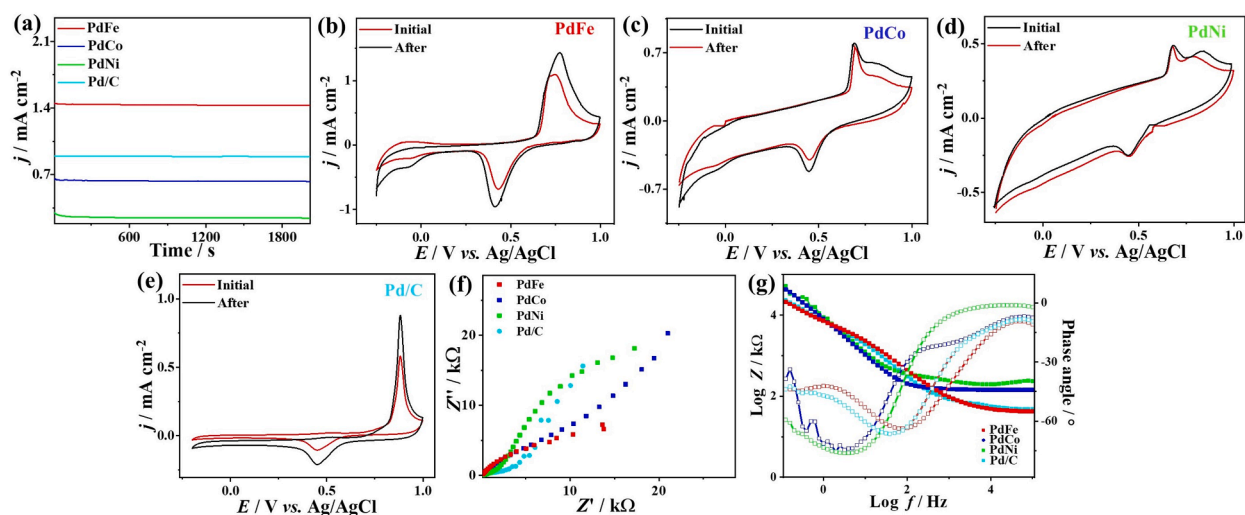 (a)
PdFe
PdCo
PdNi
Pd/C
2.1
1.4
0.7
j / mA cm⁻²
600
1200
1800
Time / s
(b)
Initial
After
PdFe
1
0
-1
j / mA cm⁻²
0.0
0.5
1.0
E / V vs. Ag/AgCl
(c)
Initial
After
PdCo
0.7
0.0
-0.7
j / mA cm⁻²
0.0
0.5
1.0
E / V vs. Ag/AgCl
(d)
Initial
After
PdNi
0.5
0.0
-0.5
j / mA cm⁻²
0.0
0.5
1.0
E / V vs. Ag/AgCl
(e)
Initial
After
Pd/C
1.0
0.5
0.0
j / mA cm⁻²
0.0
0.5
1.0
E / V vs. Ag/AgCl
(f)
PdFe
PdCo
PdNi
Pd/C
30
20
10
0
Z'' / kΩ
10
20
Z' / kΩ
(g)
4
2
0
Log Z / kΩ
0
-30
-60
Phase angle / o
PdFe
PdCo
PdNi
Pd/C
0
2
4
Log f / Hz